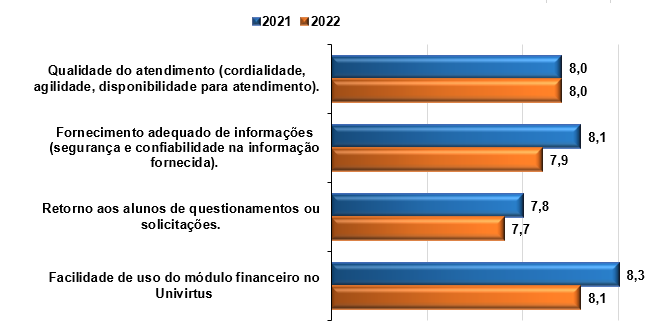 2021 2022
Qualidade do atendimento (cordialidade,
agilidade, disponibilidade para atendimento).
8,0
8,0
Fornecimento adequado de informações
(segurança e confiabilidade na informação
fornecida).
8,1
7,9
Retorno aos alunos de questionamentos ou
solicitações.
7,8
7,7
Facilidade de uso do módulo financeiro no
Univirtus
8,3
8,1